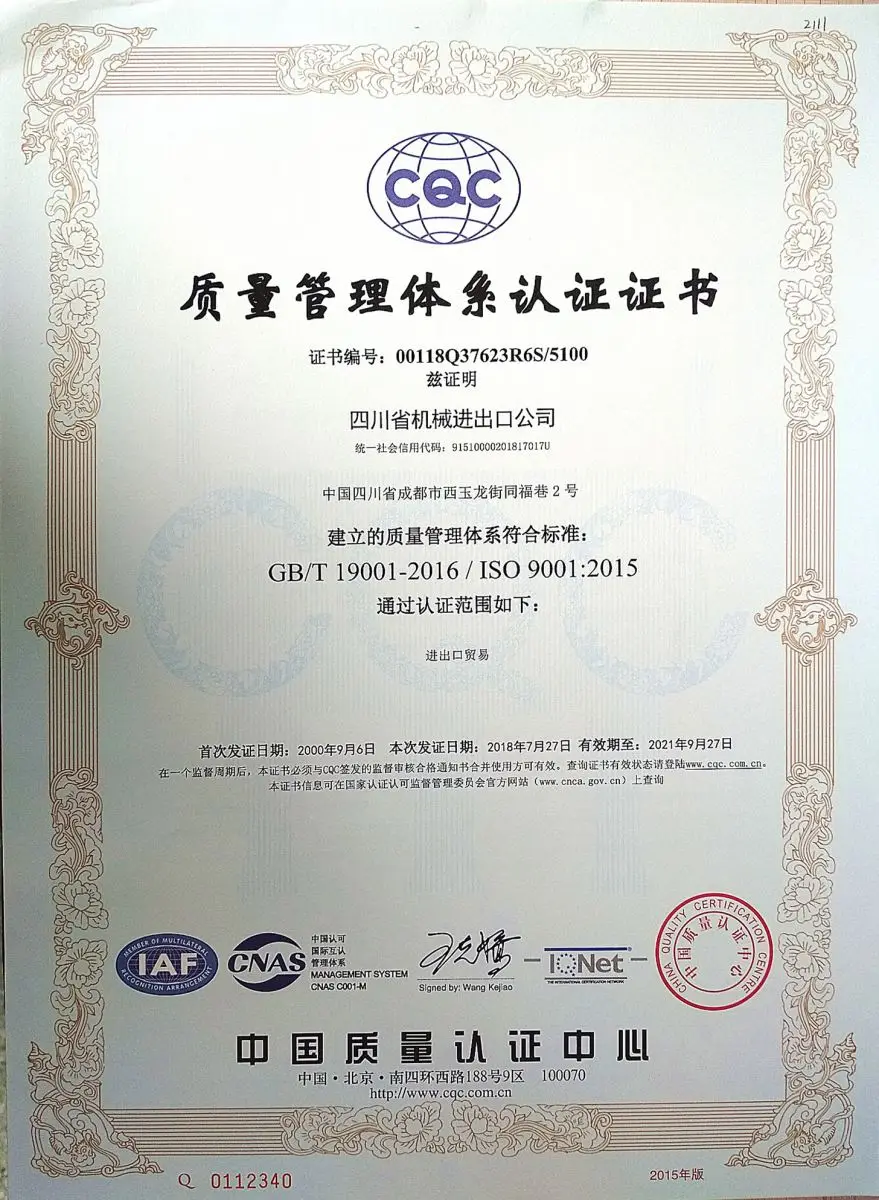 2111
CQC
质量管理体系认证证书
证书编号：00118Q37623R6S/5100
兹证明
四川省机械进出口公司
统一社会信用代码：91510000201817017U
中国四川省成都市西玉龙街同福巷 2 号
建立的质量管理体系符合标准：
GB/T 19001-2016 / ISO 9001:2015
通过认证范围如下：
进出口贸易
首次发证日期：2000年9月6日 本次发证日期：2018年7月27日 有效期至：2021年9月27日
在一个监督周期后，本证书必须与CQC签发的监督审核合格通知书合并使用方可有效。查询证书有效状态请登陆www.cqc.com.cn。
本证书信息可在国家认证认可监督管理委员会官方网站（www.cnca.gov.cn）上查询
MEMBER OF MULTILATERAL
IAF
RECOGNITION ARRANGEMENT
CNAS
中国认可
国际互认
管理体系
MANAGEMENT SYSTEM
CNAS C001-M
Signed by: Wang Kejiao
IQNet
THE INTERNATIONAL CERTIFICATION NETWORK
CHINA QUALITY CERTIFICATION CENTRE
中国质量认证中心
中国质量认证中心
中国·北京·南四环西路188号9区 100070
http://www.cqc.com.cn
Q 0112340
2015年版